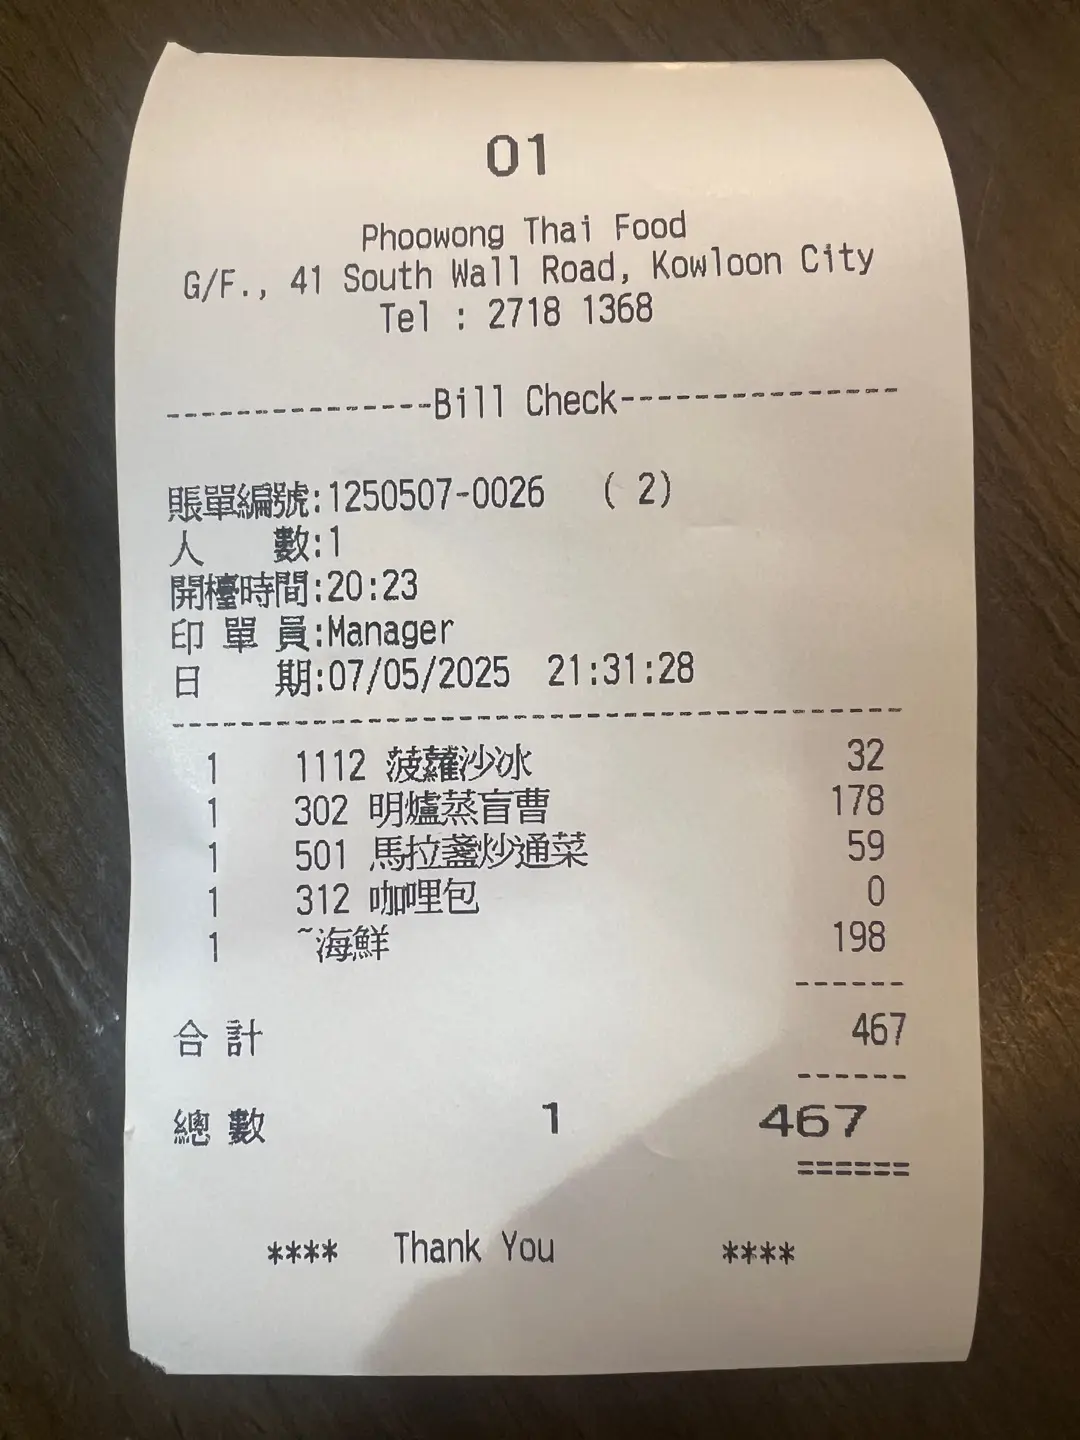 01
Phoowong Thai Food
G/F., 41 South Wall Road, Kowloon City
Tel : 2718 1368
---------------Bill Check---------------
賬單編號:1250507-0026 ( 2)
人 數:1
開檯時間:20:23
印 單 員:Manager
日 期:07/05/2025 21:31:28
----------------------------------------
1 1112 菠蘿沙冰 32
1 302 明爐蒸盲曹 178
1 501 馬拉盞炒通菜 59
1 312 咖哩包 0
1 ~海鮮 198
------
合 計 467
------
總 數 1 467
======
**** Thank You ****